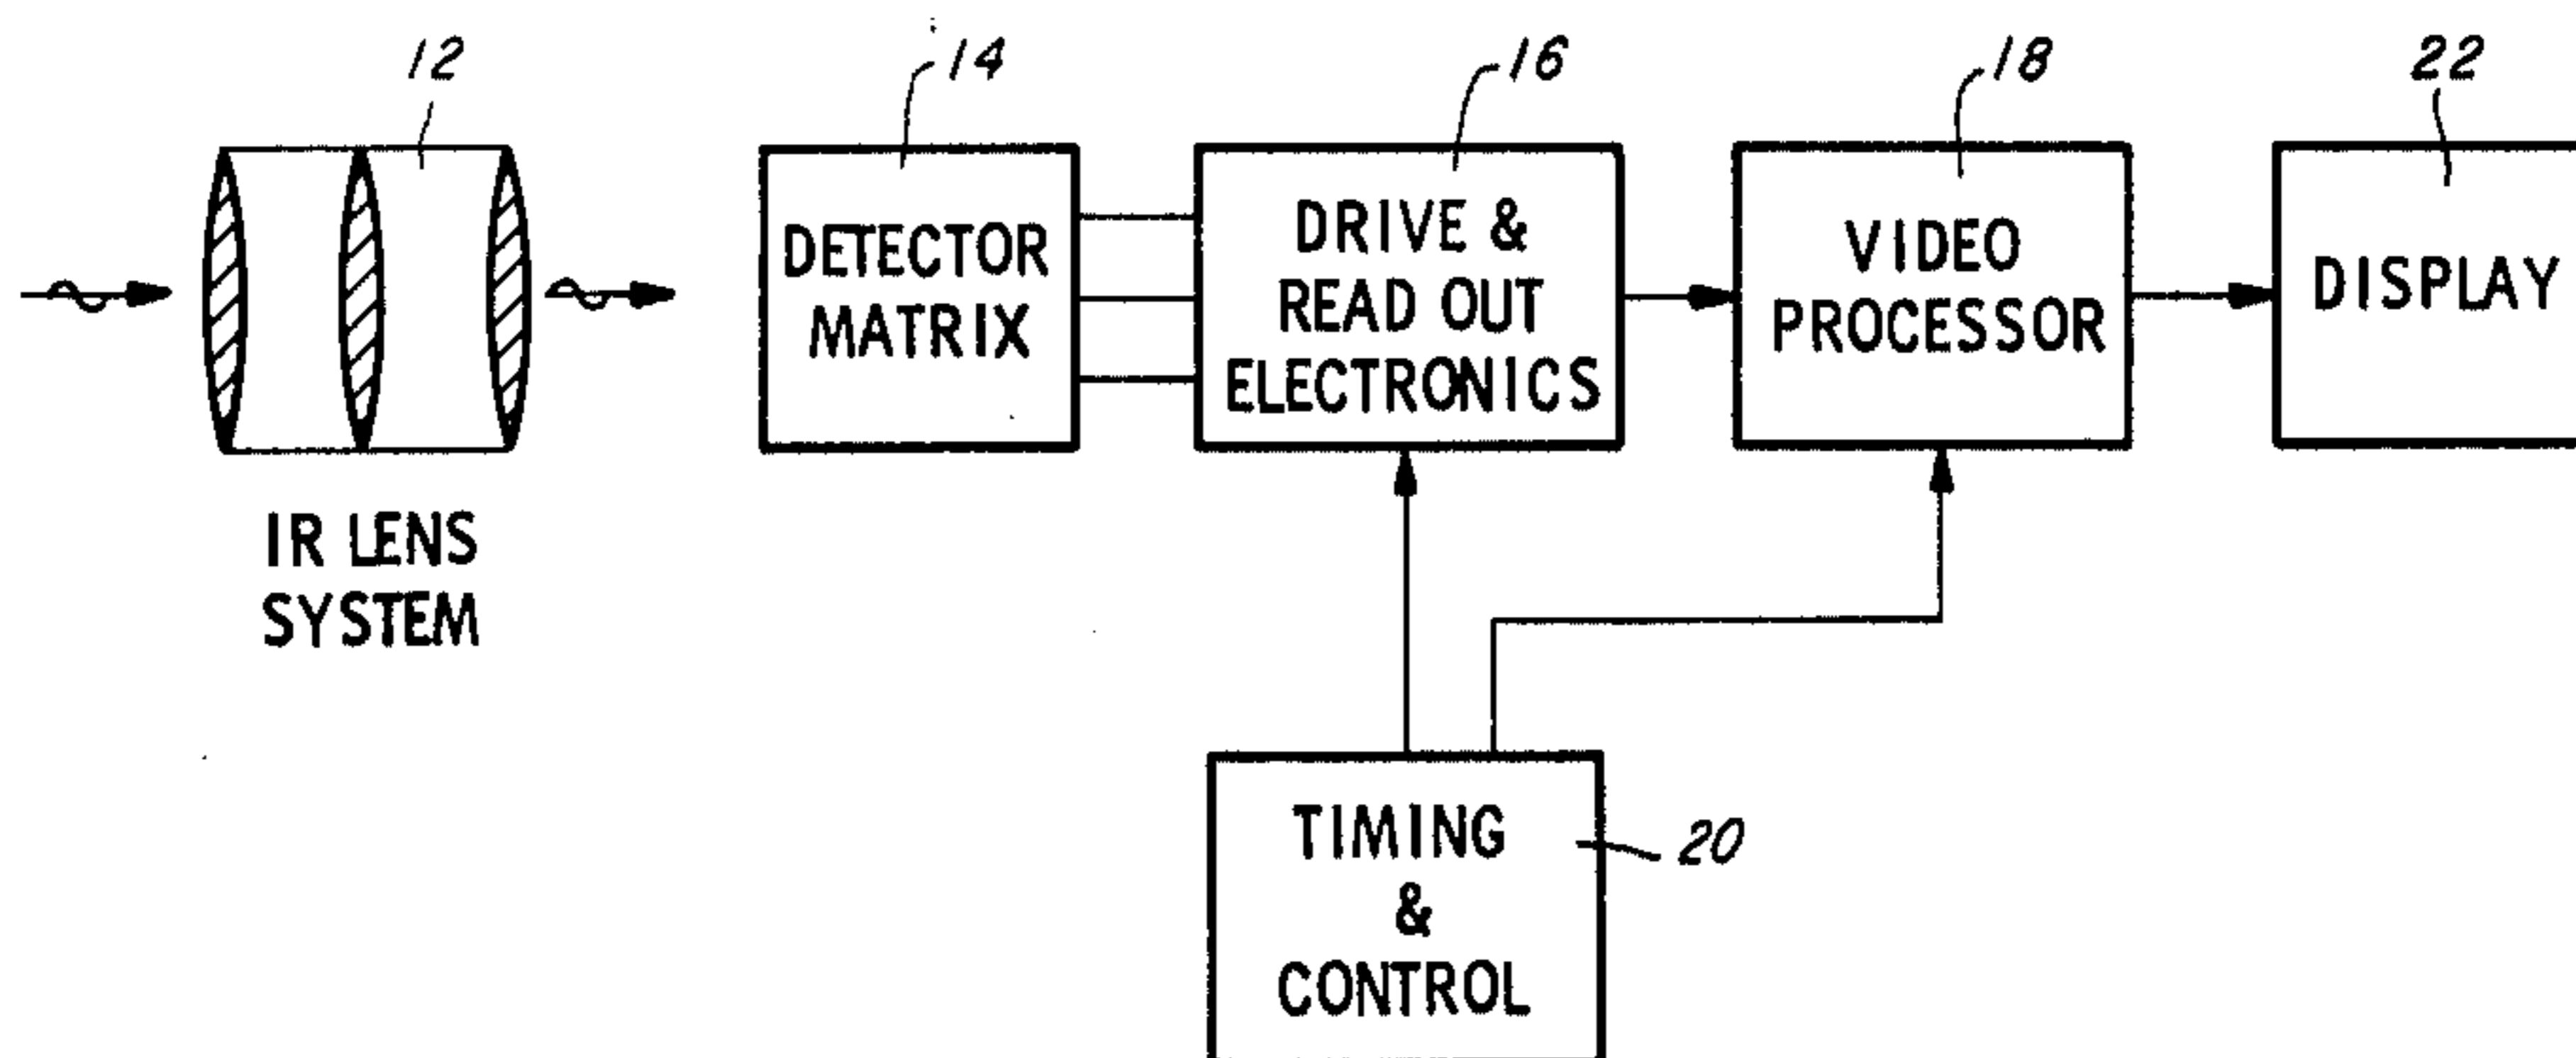 12
14
16
18
22
DETECTOR
MATRIX
DRIVE &
READ OUT
ELECTRONICS
VIDEO
PROCESSOR
DISPLAY
IR LENS
SYSTEM
TIMING
&
CONTROL
20